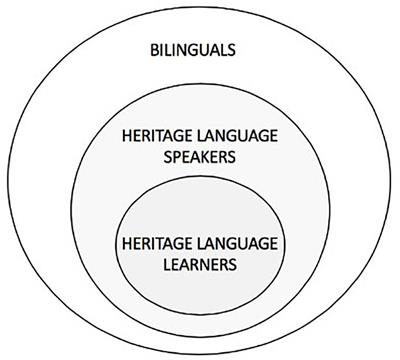 BILINGUALS
HERITAGE LANGUAGE
SPEAKERS
HERITAGE LANGUAGE
LEARNERS